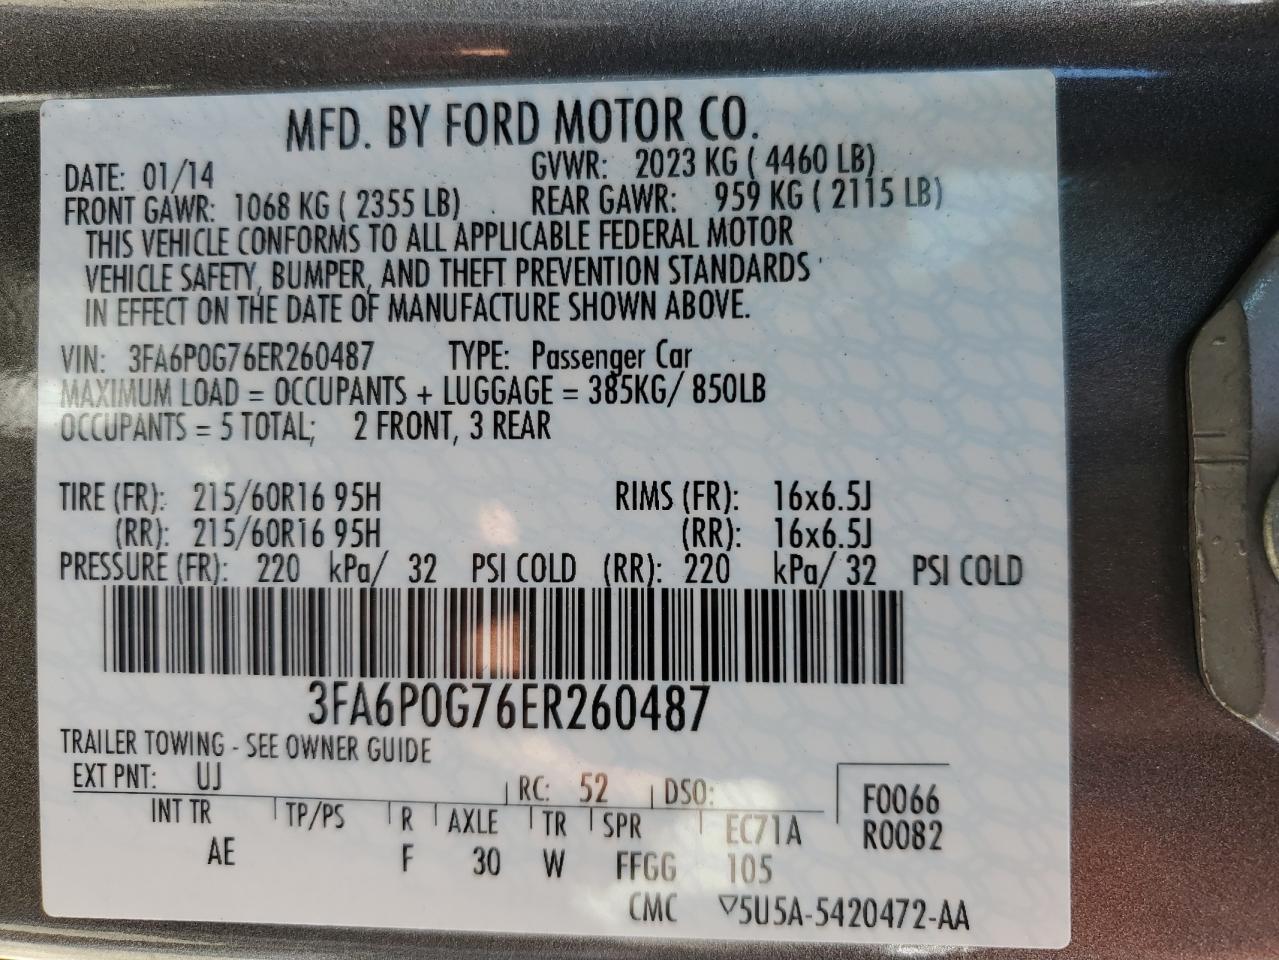 MFD. BY FORD MOTOR CO.
DATE: 01/14 GVWR: 2023 KG ( 4460 LB)
FRONT GAWR: 1068 KG ( 2355 LB) REAR GAWR: 959 KG ( 2115 LB)
THIS VEHICLE CONFORMS TO ALL APPLICABLE FEDERAL MOTOR
VEHICLE SAFETY, BUMPER, AND THEFT PREVENTION STANDARDS
IN EFFECT ON THE DATE OF MANUFACTURE SHOWN ABOVE.
VIN: 3FA6P0G76ER260487 TYPE: Passenger Car
MAXIMUM LOAD = OCCUPANTS + LUGGAGE = 385KG/ 850LB
OCCUPANTS = 5 TOTAL; 2 FRONT, 3 REAR
TIRE (FR): 215/60R16 95H RIMS (FR): 16x6.5J
(RR): 215/60R16 95H (RR): 16x6.5J
PRESSURE (FR): 220 kPa/ 32 PSI COLD (RR): 220 kPa/ 32 PSI COLD
3FA6P0G76ER260487
TRAILER TOWING - SEE OWNER GUIDE
EXT PNT: UJ RC: 52 DSO: F0066
INT TR TP/PS R AXLE TR SPR EC71A R0082
AE F 30 W FFGG 105
CMC ▽5U5A-5420472-AA